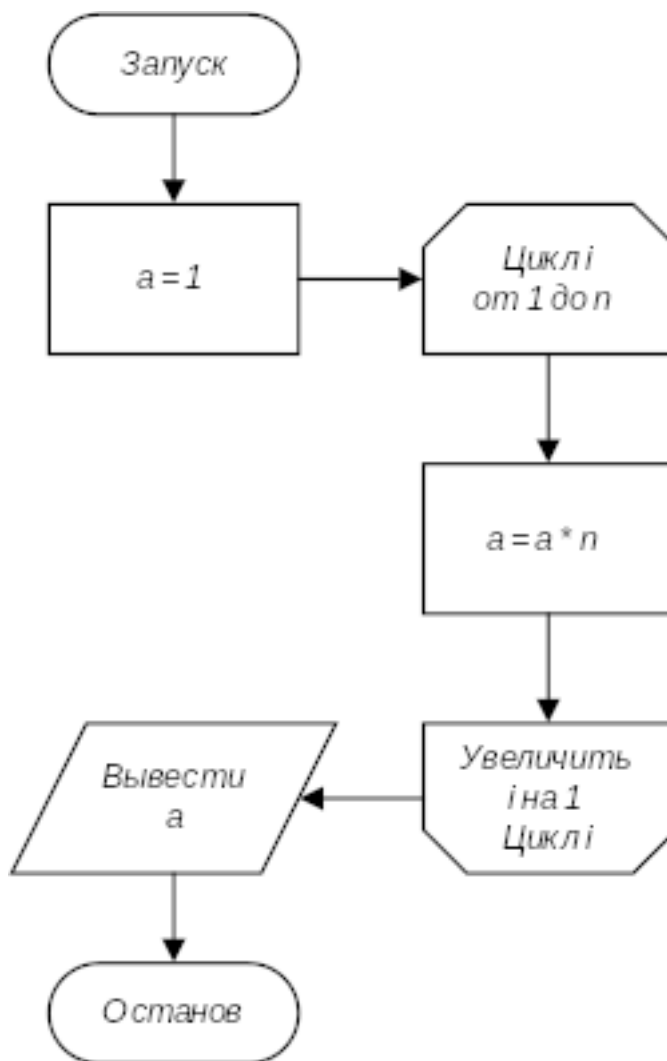 Запуск
a = 1
Цикл i
от 1 до n
a = a * n
Увеличить
i на 1
Цикл i
Вывести
a
Останов